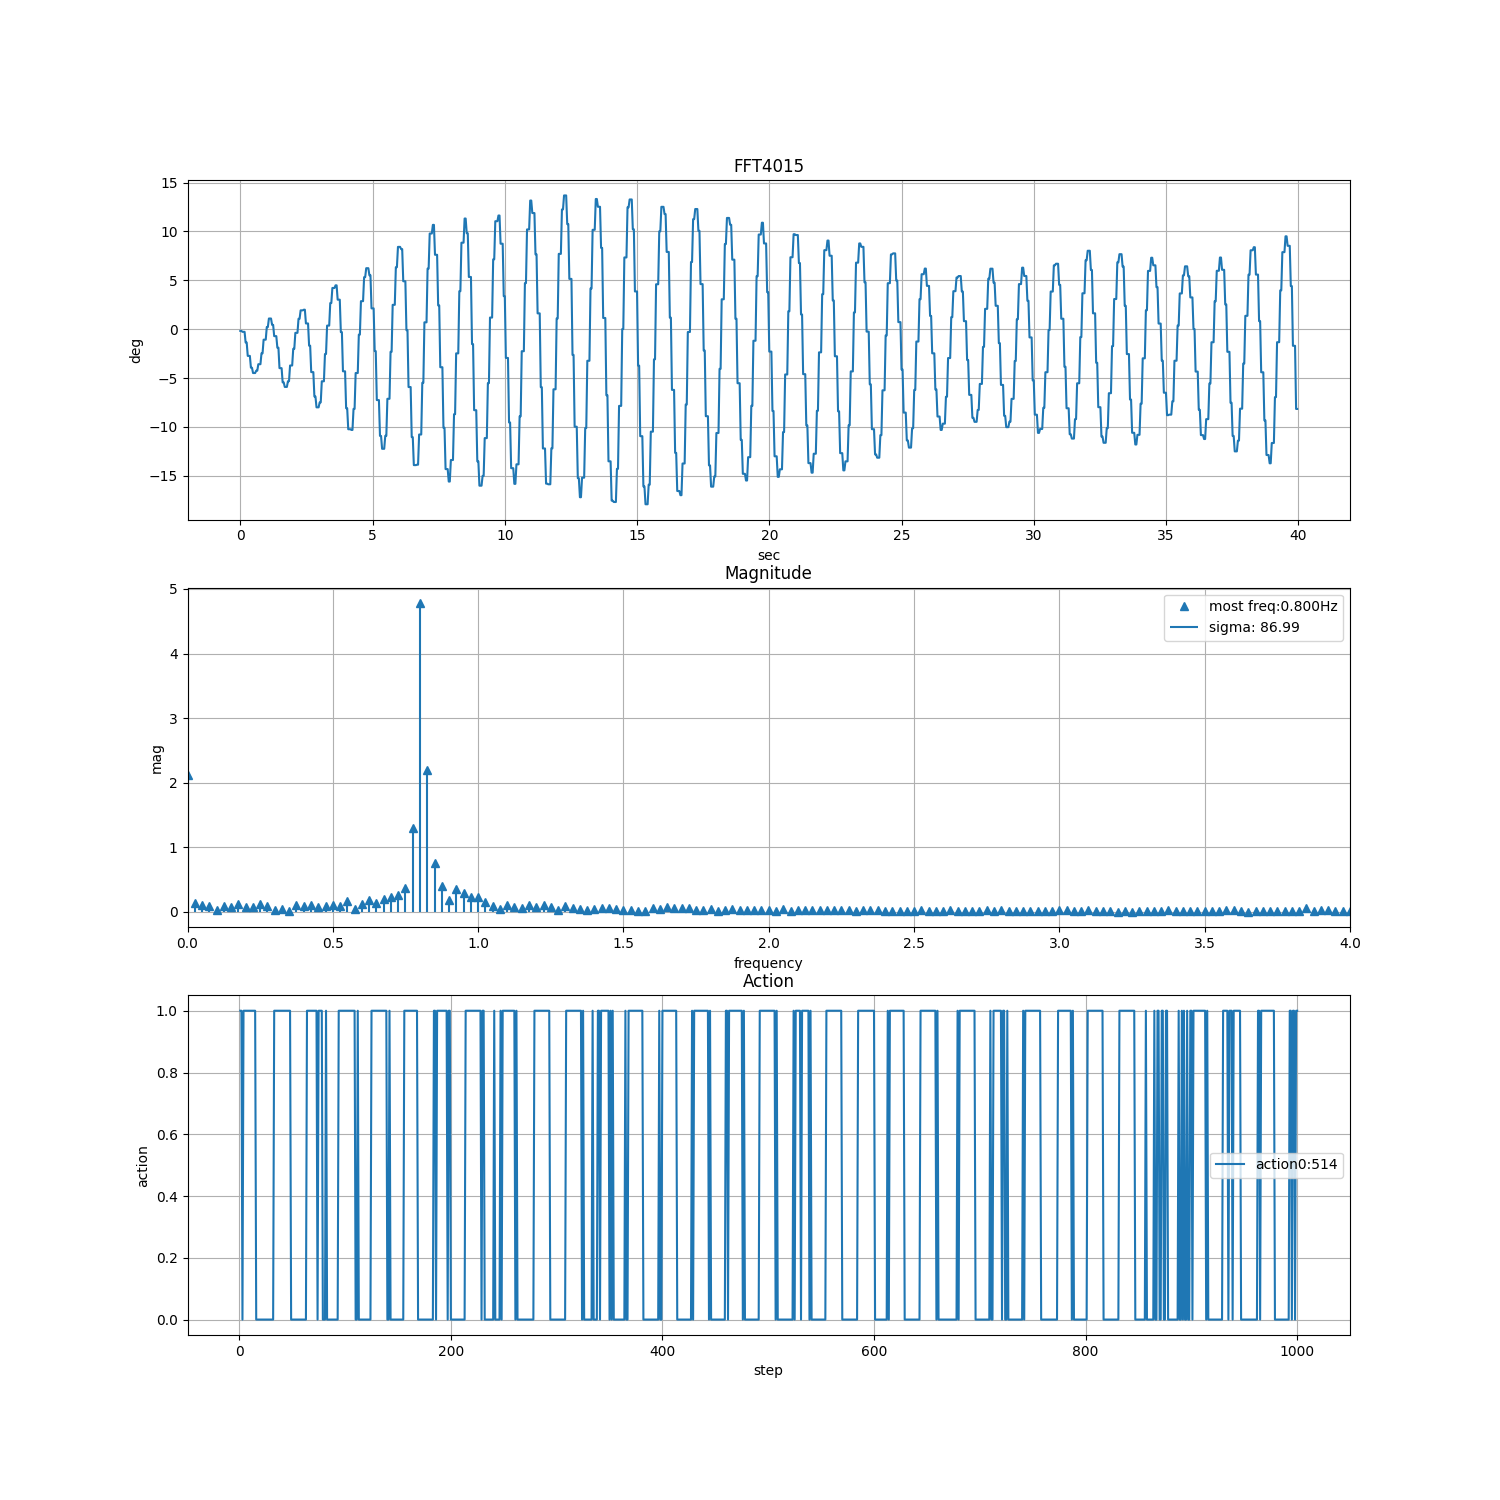 FFT4015
15
10
5
0
−5
−10
−15
deg
0 5 10 15 20 25 30 35 40
sec
Magnitude
5
4
3
2
1
0
mag
most freq:0.800Hz
sigma: 86.99
0.0 0.5 1.0 1.5 2.0 2.5 3.0 3.5 4.0
frequency
Action
1.0
0.8
0.6
0.4
0.2
0.0
action
action0:514
0 200 400 600 800 1000
step